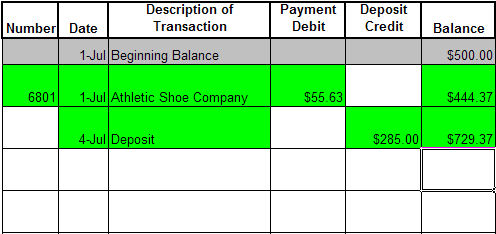 Number Date Description of Transaction Payment Debit Deposit Credit Balance
1-Jul Beginning Balance $500.00
6801 1-Jul Athletic Shoe Company $55.63 $444.37
4-Jul Deposit $285.00 $729.37